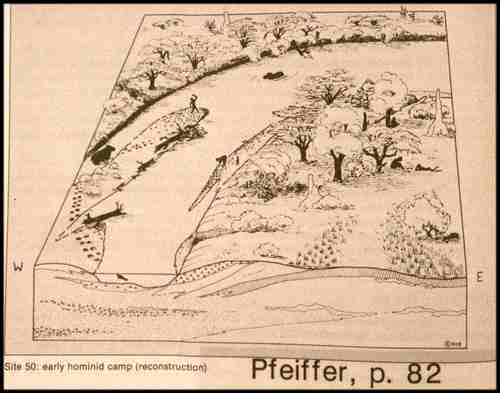 W
E
Site 50: early hominid camp (reconstruction)
Pfeiffer, p. 82